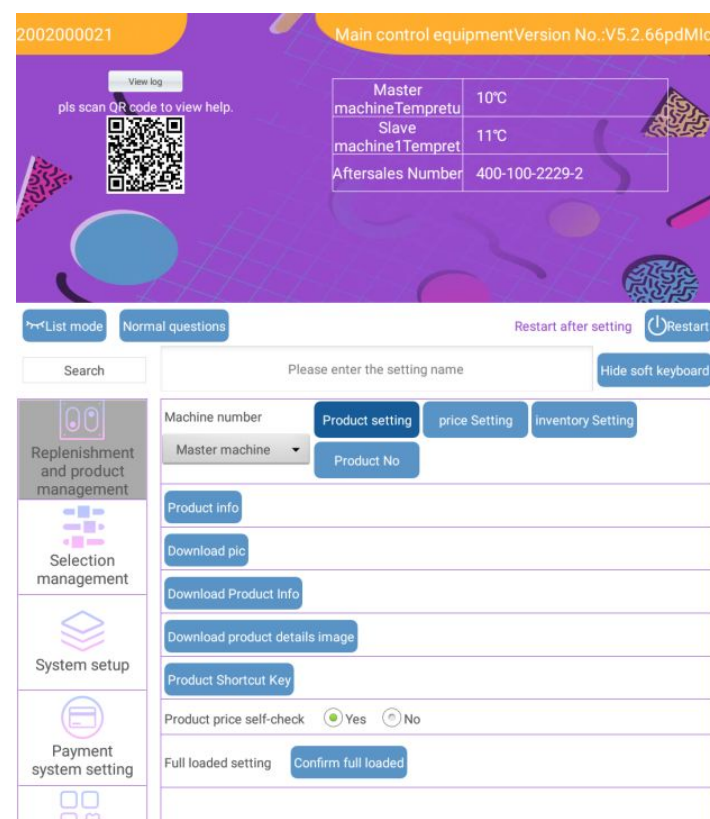 2002000021
Main control equipmentVersion No.:V5.2.66pdMlc
View log
pls scan QR code to view help.
Master
machineTempretu
10℃
Slave
machine1Tempret
11℃
Aftersales Number
400-100-2229-2
List mode
Normal questions
Restart after setting
Restart
Search
Please enter the setting name
Hide soft keyboard
Replenishment
and product
management
Selection
management
System setup
Payment
system setting
Machine number
Master machine
Product setting
price Setting
inventory Setting
Product No
Product info
Download pic
Download Product Info
Download product details image
Product Shortcut Key
Product price self-check
Yes
No
Full loaded setting
Confirm full loaded